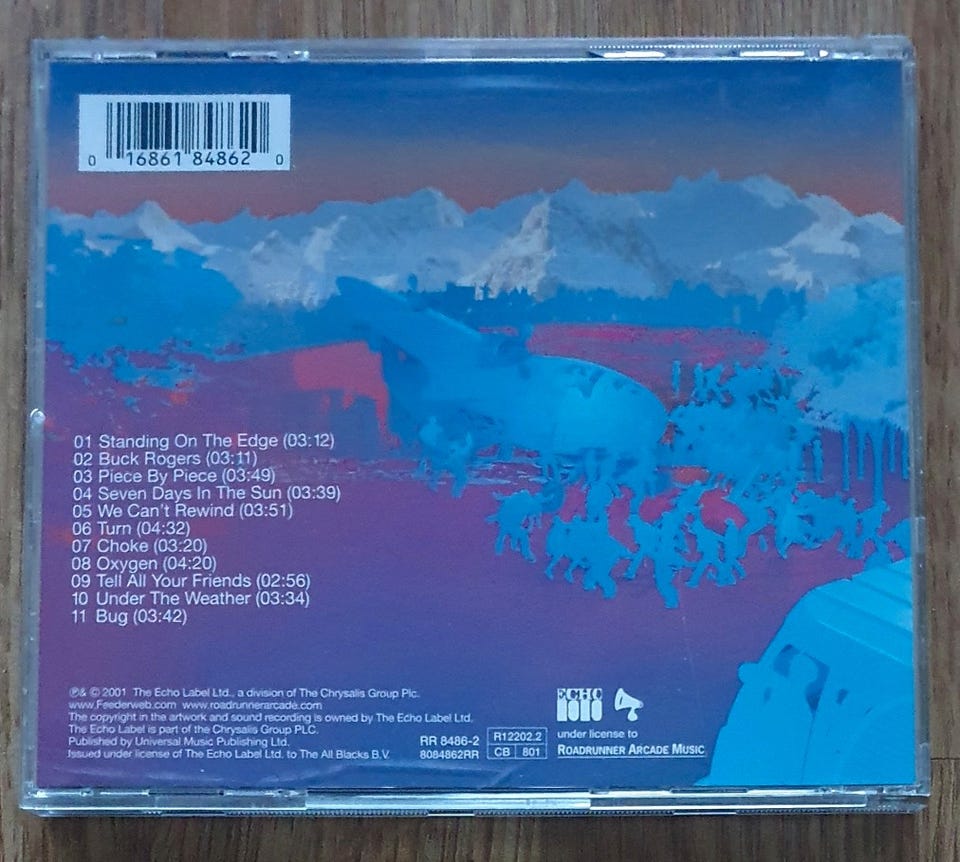 0 16861 84862 0
01 Standing On The Edge (03:12)
02 Buck Rogers (03:11)
03 Piece By Piece (03:49)
04 Seven Days In The Sun (03:39)
05 We Can't Rewind (03:51)
06 Turn (04:32)
07 Choke (03:20)
08 Oxygen (04:20)
09 Tell All Your Friends (02:56)
10 Under The Weather (03:34)
11 Bug (03:42)
℗& © 2001 The Echo Label Ltd., a division of The Chrysalis Group Plc.
www.Feederweb.com www.roadrunnerarcade.com
The copyright in the artwork and sound recording is owned by The Echo Label Ltd.
The Echo Label is part of the Chrysalis Group PLC.
Published by Universal Music Publishing Ltd.
Issued under license of The Echo Label Ltd. to The All Blacks B.V.
RR 8486-2
8084862RR
R12202.2
CB 801
ECHO
under license to
ROADRUNNER ARCADE MUSIC